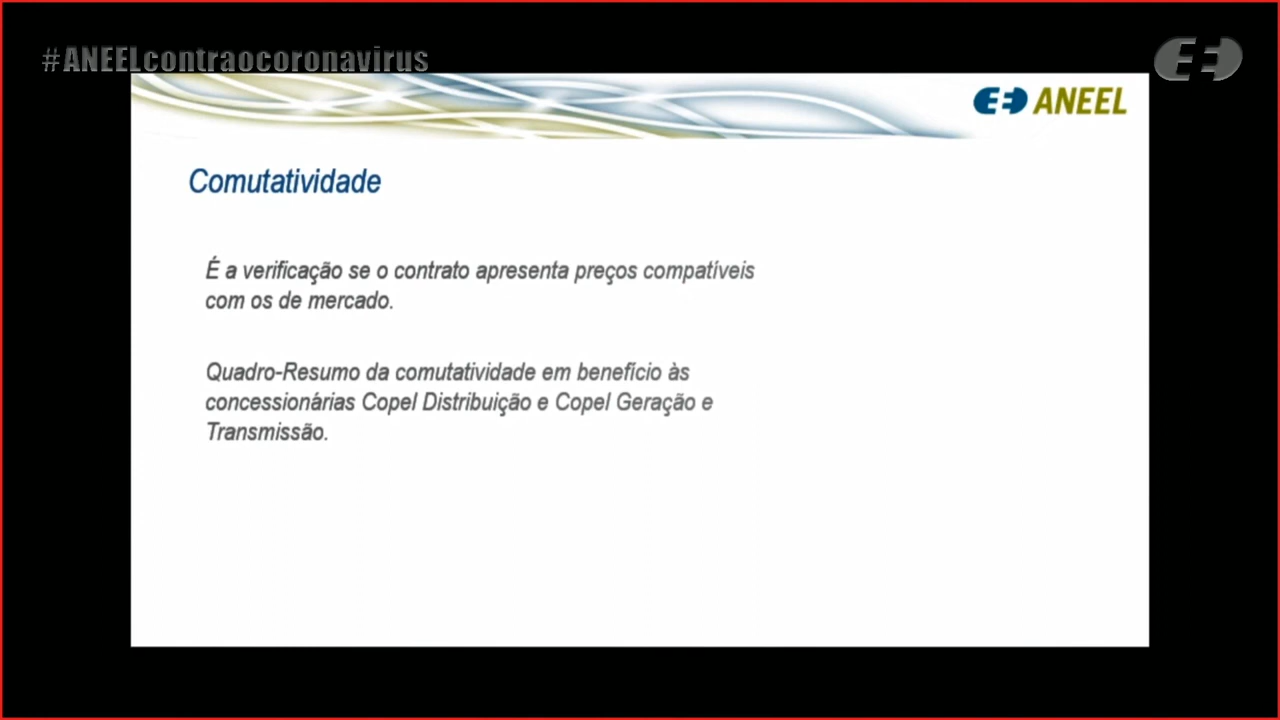 #ANEELcontraocoronavirus
ANEEL
Comutatividade
É a verificação se o contrato apresenta preços compatíveis
com os de mercado.
Quadro-Resumo da comutatividade em benefício às
concessionárias Copel Distribuição e Copel Geração e
Transmissão.